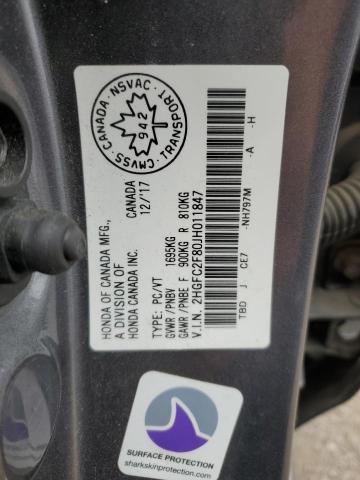 HONDA OF CANADA MFG.,
A DIVISION OF
HONDA CANADA INC.
CANADA
12/17
CMVSS · CANADA · NSVAC · TRANSPORT
942
TYPE: PC/VT
GVWR /PNBV 1695KG
GAWR /PNBE F 900KG R 810KG
V.I.N. 2HGFC2F80JH011847
TBD J CE7 -NH797M -A -H
SURFACE PROTECTION
sharkskinprotection.com